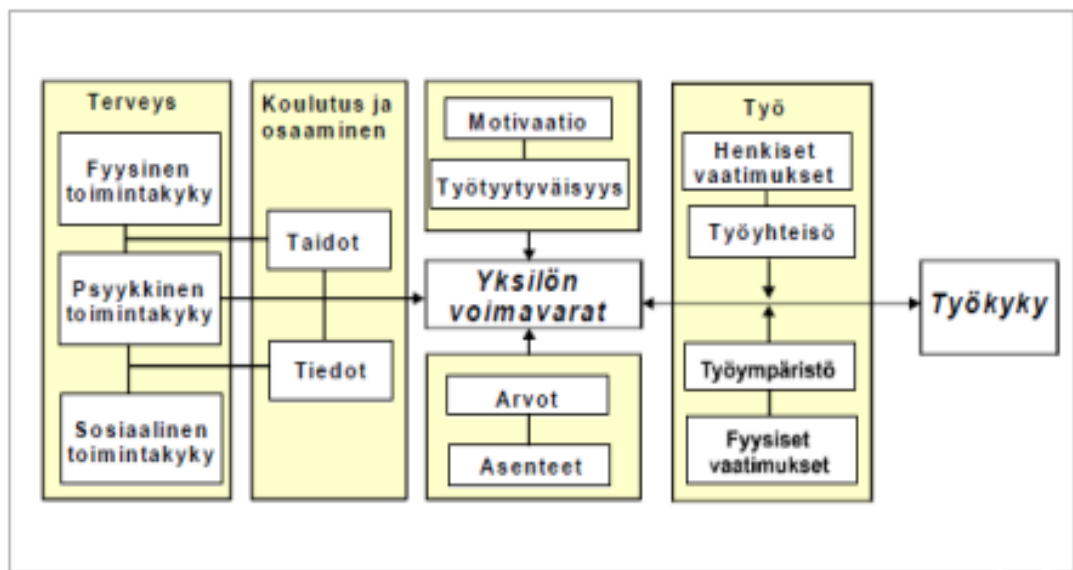 Terveys
Fyysinen
toimintakyky
Psyykkinen
toimintakyky
Sosiaalinen
toimintakyky
Koulutus ja
osaaminen
Taidot
Tiedot
Motivaatio
Työtyytyväisyys
Yksilön
voimavarat
Arvot
Asenteet
Työ
Henkiset
vaatimukset
Työyhteisö
Työympäristö
Fyysiset
vaatimukset
Työkyky